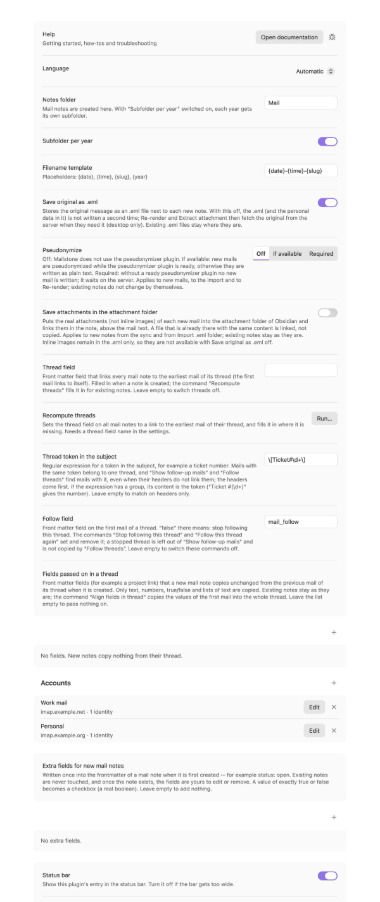 Help
Getting started, how-tos and troubleshooting
Open documentation
Language
Automatic
Notes folder
Mail notes are created here. With "Subfolder per year" switched on, each year gets
its own subfolder.
Mail
Subfolder per year
Filename template
Placeholders: {date}, {time}, {slug}, {year}
{date}-{time}-{slug}
Save original as .eml
Stores the original message as an .eml file next to each new note. With this off, the .eml (and the personal
data in it) is not written a second time; Re-render and Extract attachment then fetch the original from the
server when they need it (desktop only). Existing .eml files stay where they are.
Pseudonymize
Off: Mailstone does not use the pseudonymize plugin. If available: new mails
are pseudonymized while the pseudonymizer plugin is ready, otherwise they are
written as plain text. Required: without a ready pseudonymizer plugin no new
mail is written; it waits on the server. Applies to new mails, to the import and to
Re-render; existing notes do not change by themselves.
Off
If available
Required
Save attachments in the attachment folder
Puts the real attachments (not inline images) of each new mail into the attachment folder of Obsidian and
links them in the note, above the mail text. A file that is already there with the same content is linked, not
copied. Applies to new notes from the sync and from Import .eml folder; existing notes stay as they are.
Inline images remain in the .eml only, so they are not available with Save original as .eml off.
Thread field
Front matter field that links every mail note to the earliest mail of its thread (the first
mail links to itself). Filled in when a note is created; the command "Recompute
threads" fills it in for existing notes. Leave empty to switch threads off.
Recompute threads
Sets the thread field on all mail notes to a link to the earliest mail of their thread, and fills it in where it is
missing. Needs a thread field name in the settings.
Run...
Thread token in the subject
Regular expression for a token in the subject, for example a ticket number. Mails with
the same token belong to one thread, and "Show follow-up mails" and "Follow
threads" find mails with it, even when their headers do not link them, the headers
come first. If the expression has a group, its content is the token ("Ticket #(\d+)"
gives the number). Leave empty to match on headers only.
\[Ticket#\d+\]
Follow field
Front matter field on the first mail of a thread. "false" there means: stop following
this thread. The commands "Stop following this thread" and "Follow this thread
again" set and remove it; a stopped thread is left out of "Show follow-up mails" and
is not copied by "Follow threads". Leave empty to switch these commands off.
mail_follow
Fields passed on in a thread
Front matter fields (for example a project link) that a new mail note copies unchanged from the previous mail of
its thread when it is created. Only text, numbers, true/false and lists of text are copied. Existing notes stay as they
are; the command "Align fields in thread" copies the values of the first mail into the whole thread. Leave the list
empty to pass nothing on.
+
No fields. New notes copy nothing from their thread.
Accounts
+
Work mail
imap.example.net · 1 identity
Edit
×
Personal
imap.example.org · 1 identity
Edit
×
Extra fields for new mail notes
Written once into the frontmatter of a mail note when it is first created — for example status: open. Existing notes
are never touched, and once the note exists, the fields are yours to edit or remove. A value of exactly true or false
becomes a checkbox (a real boolean). Leave empty to add nothing.
+
No extra fields.
Status bar
Show this plugin's entry in the status bar. Turn it off if the bar gets too wide.